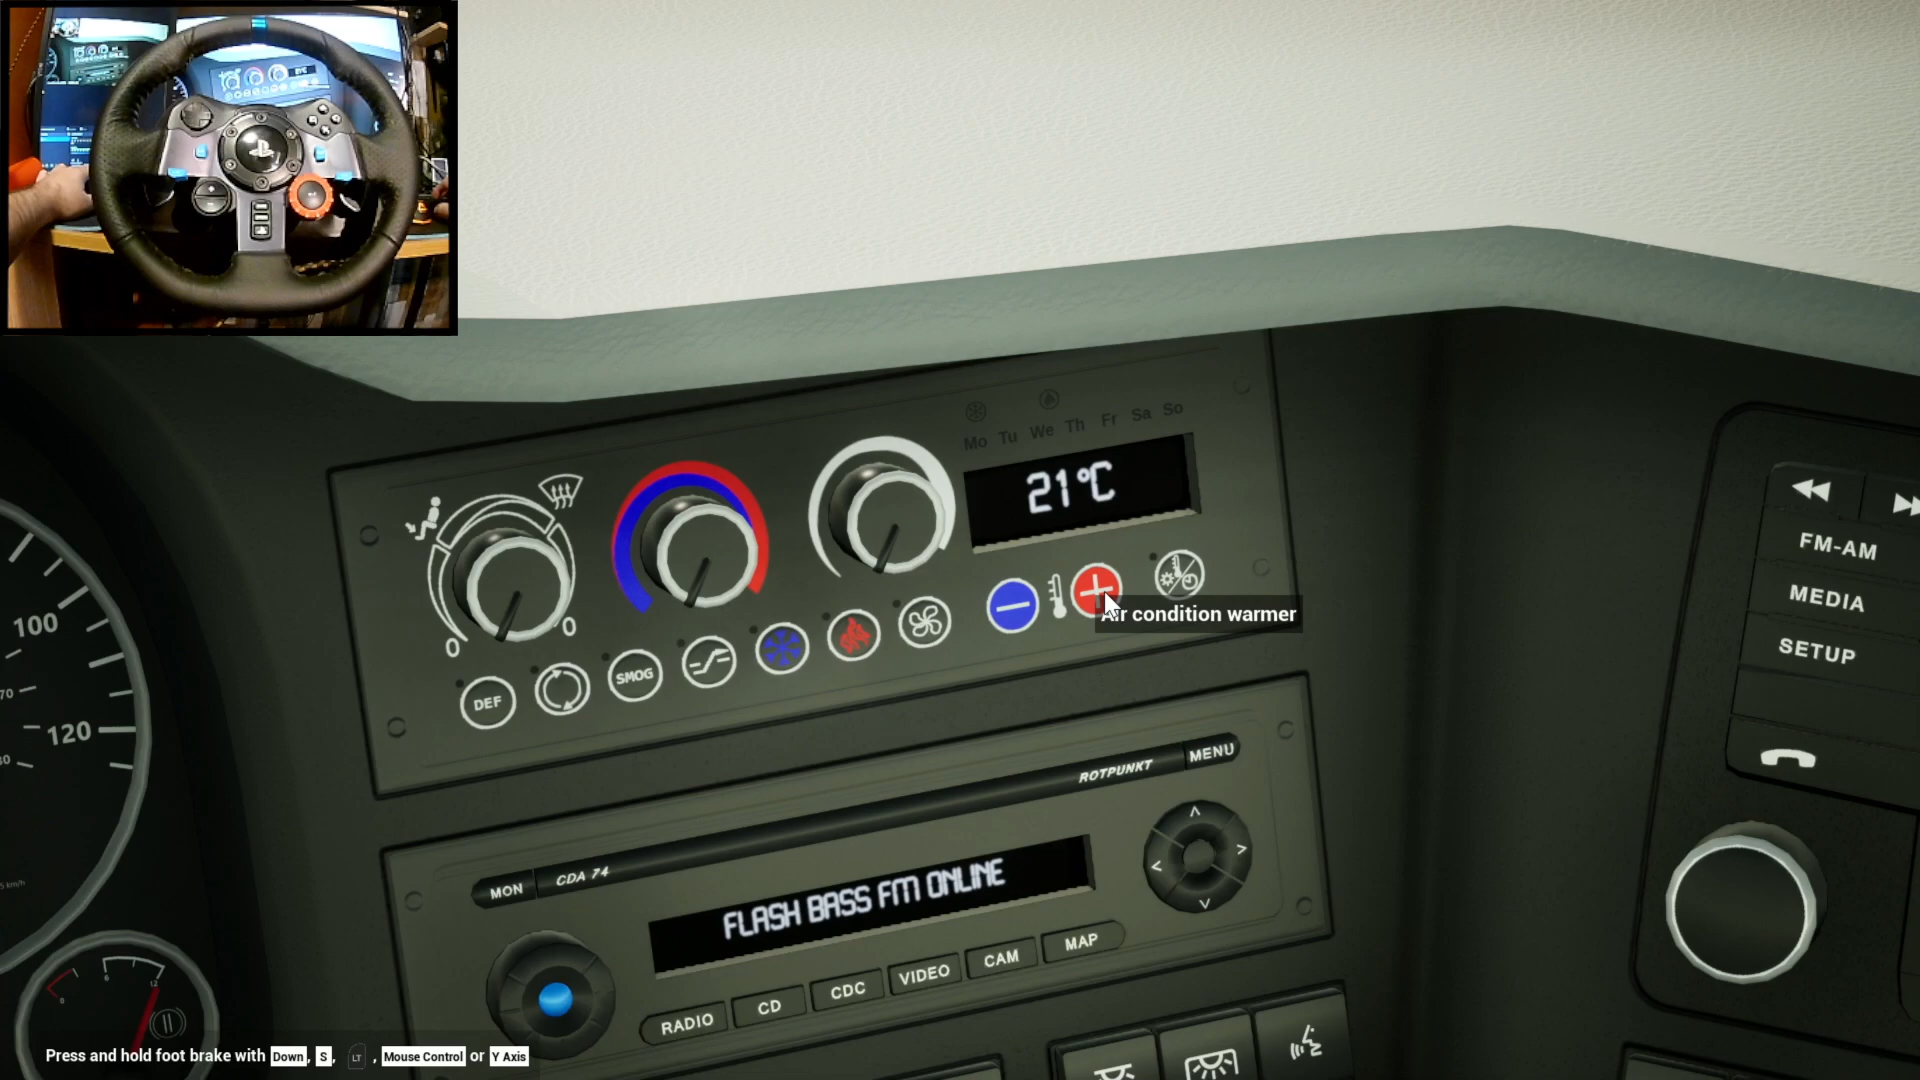 Mo Tu We Th Fr Sa So
21°C
0
0
Air condition warmer
DEF
SMOG
100
120
70
FM-AM
MEDIA
SETUP
MENU
ROTPUNKT
MON
CDA 74
FLASH BASS FM ONLINE
RADIO
CD
CDC
VIDEO
CAM
MAP
Press and hold foot brake with Down, S, LT, Mouse Control or Y Axis